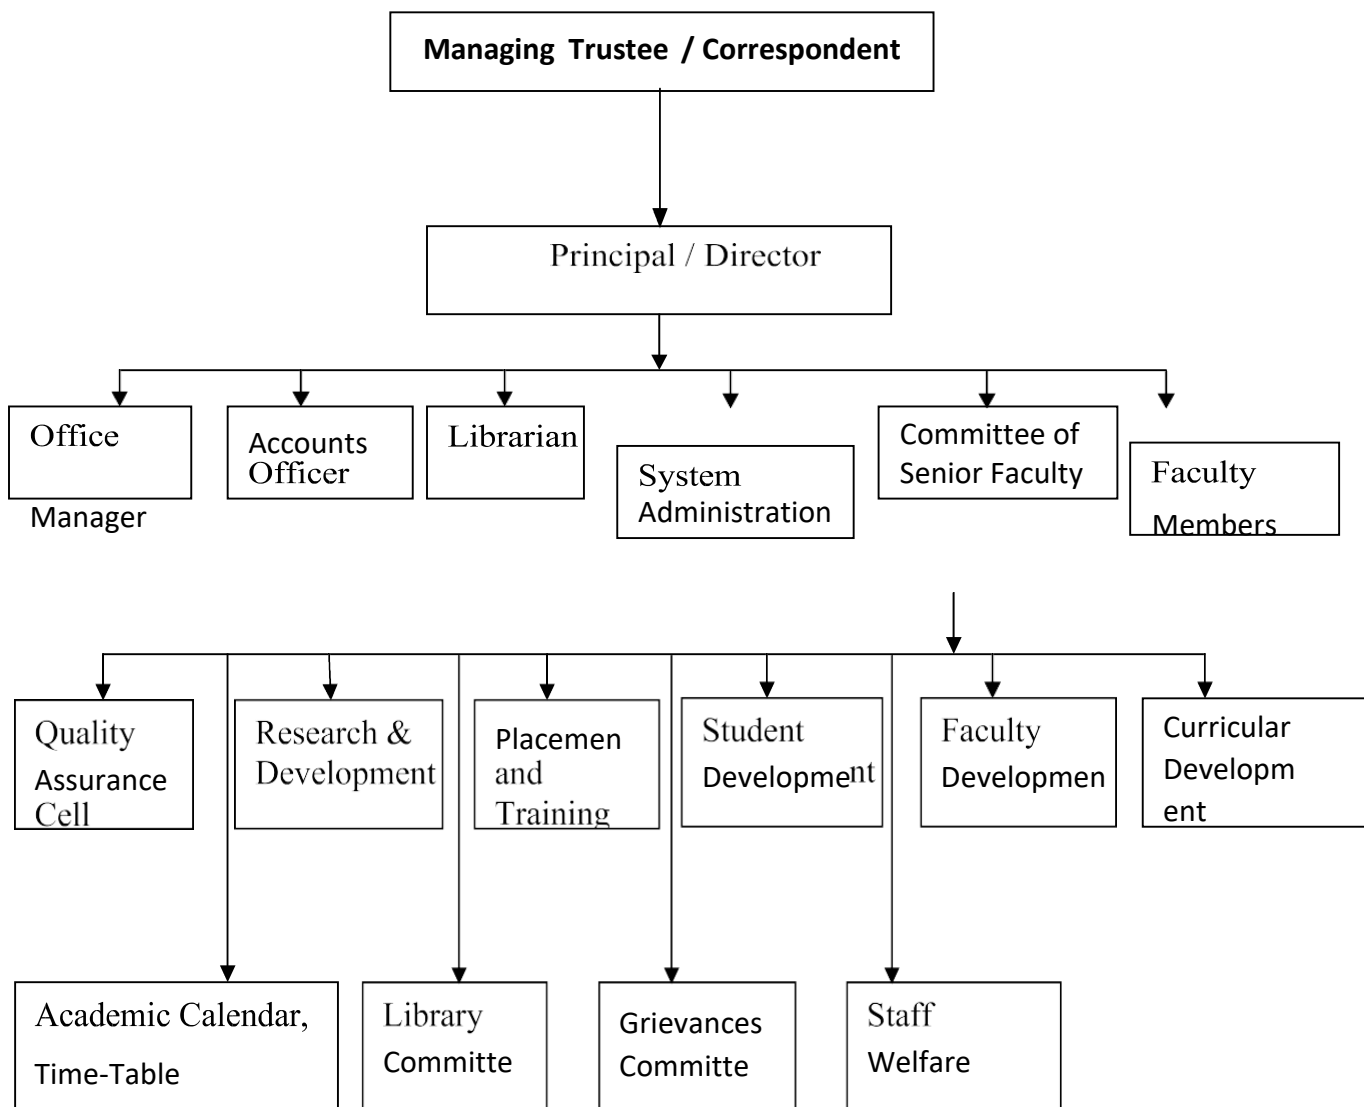 Managing Trustee / Correspondent
Principal / Director
Office
Manager
Accounts
Officer
Librarian
System
Administration
Committee of
Senior Faculty
Faculty
Members
Quality
Assurance
Cell
Research &
Development
Placemen
and
Training
Student
Development
Faculty
Developmen
Curricular
Developm
ent
Academic Calendar,
Time-Table
Library
Committe
Grievances
Committe
Staff
Welfare